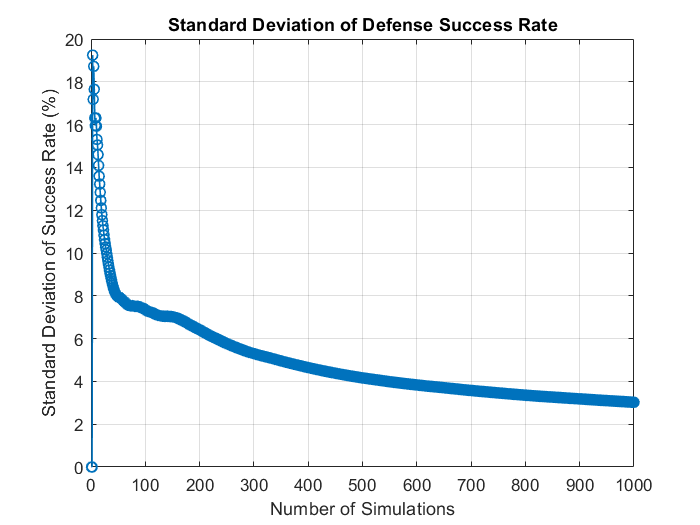 Standard Deviation of Defense Success Rate
Standard Deviation of Success Rate (%)
20
18
16
14
12
10
8
6
4
2
0
0 100 200 300 400 500 600 700 800 900 1000
Number of Simulations